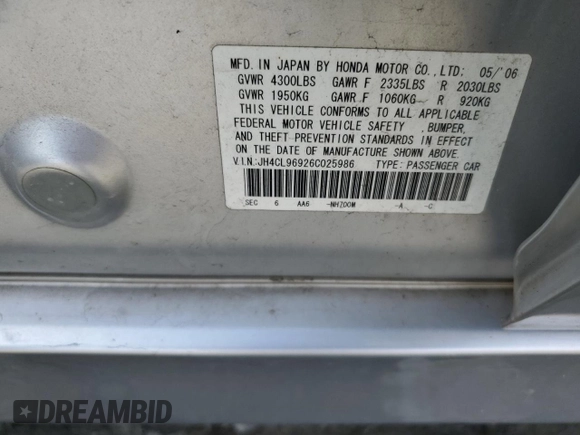 MFD. IN JAPAN BY HONDA MOTOR CO., LTD: 05/'06
GVWR 4300LBS GAWR F 2335LBS R 2030LBS
GVWR 1950KG GAWR F 1060KG R 920KG
THIS VEHICLE CONFORMS TO ALL APPLICABLE
FEDERAL MOTOR VEHICLE SAFETY , BUMPER,
AND THEFT PREVENTION STANDARDS IN EFFECT
ON THE DATE OF MANUFACTURE SHOWN ABOVE.
V.I.N.:JH4CL96926C025986 TYPE: PASSENGER CAR
SEC 6 AA6 -NH700M -A -C
DREAMBID